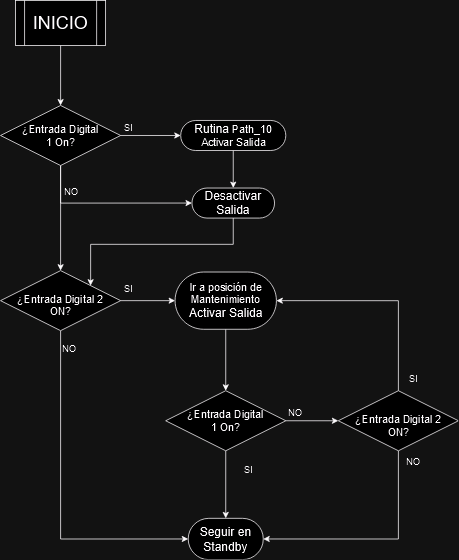 INICIO
¿Entrada Digital
1 On?
SI
Rutina Path_10
Activar Salida
NO
Desactivar
Salida
¿Entrada Digital 2
ON?
SI
Ir a posición de
Mantenimiento
Activar Salida
NO
SI
¿Entrada Digital
1 On?
NO
¿Entrada Digital 2
ON?
SI
NO
Seguir en
Standby